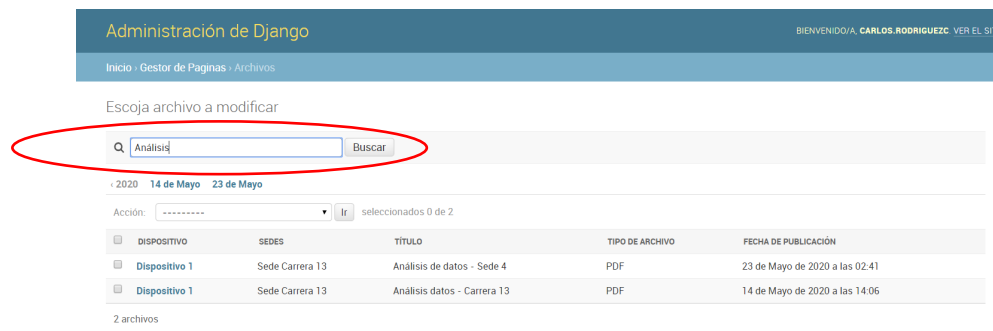 Administración de Django
BIENVENIDO/A, CARLOS.RODRIGUEZC. VER EL
Inicio › Gestor de Paginas › Archivos
Escoja archivo a modificar
Análisis Buscar
‹ 2020 14 de Mayo 23 de Mayo
Acción: --------- Ir seleccionados 0 de 2
DISPOSITIVO SEDES TÍTULO TIPO DE ARCHIVO FECHA DE PUBLICACIÓN
Dispositivo 1 Sede Carrera 13 Análisis de datos - Sede 4 PDF 23 de Mayo de 2020 a las 02:41
Dispositivo 1 Sede Carrera 13 Análisis datos - Carrera 13 PDF 14 de Mayo de 2020 a las 14:06
2 archivos